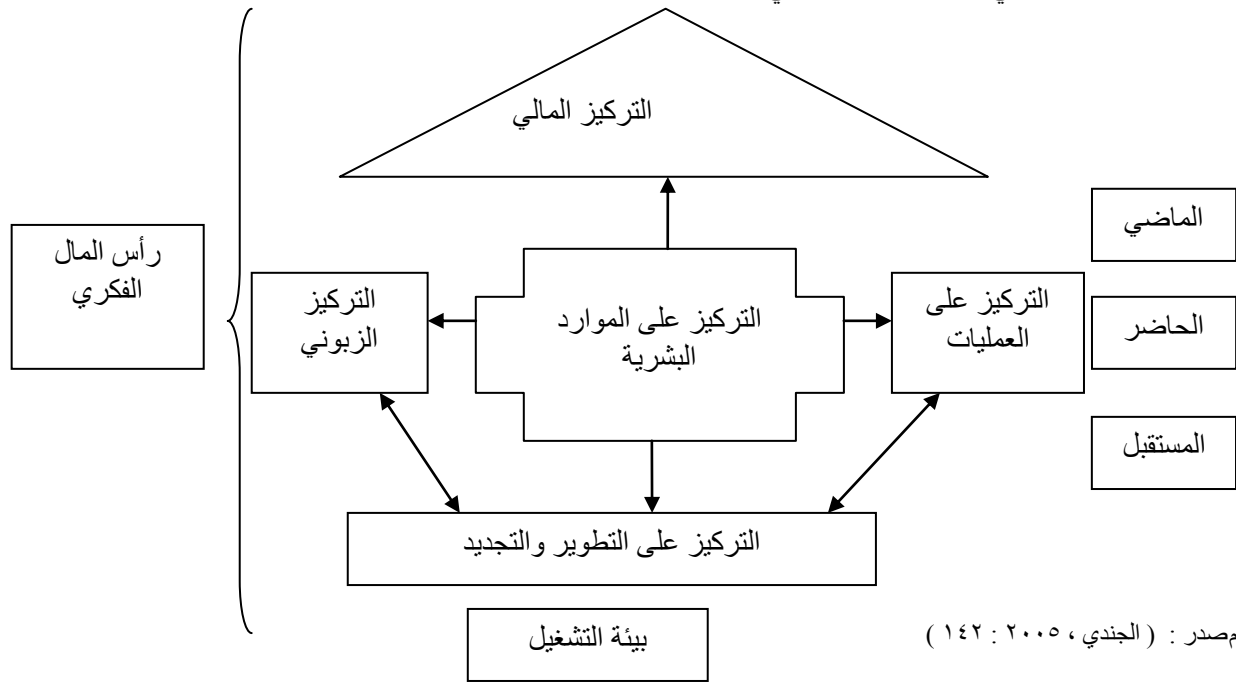 التركيز المالي
الماضي
رأس المال
الفكري
التركيز
الزبوني
التركيز على الموارد
البشرية
التركيز على
العمليات
الحاضر
المستقبل
التركيز على التطوير والتجديد
بيئة التشغيل
مصدر : ( الجندي ، ٢٠٠٥ : ١٤٢ )